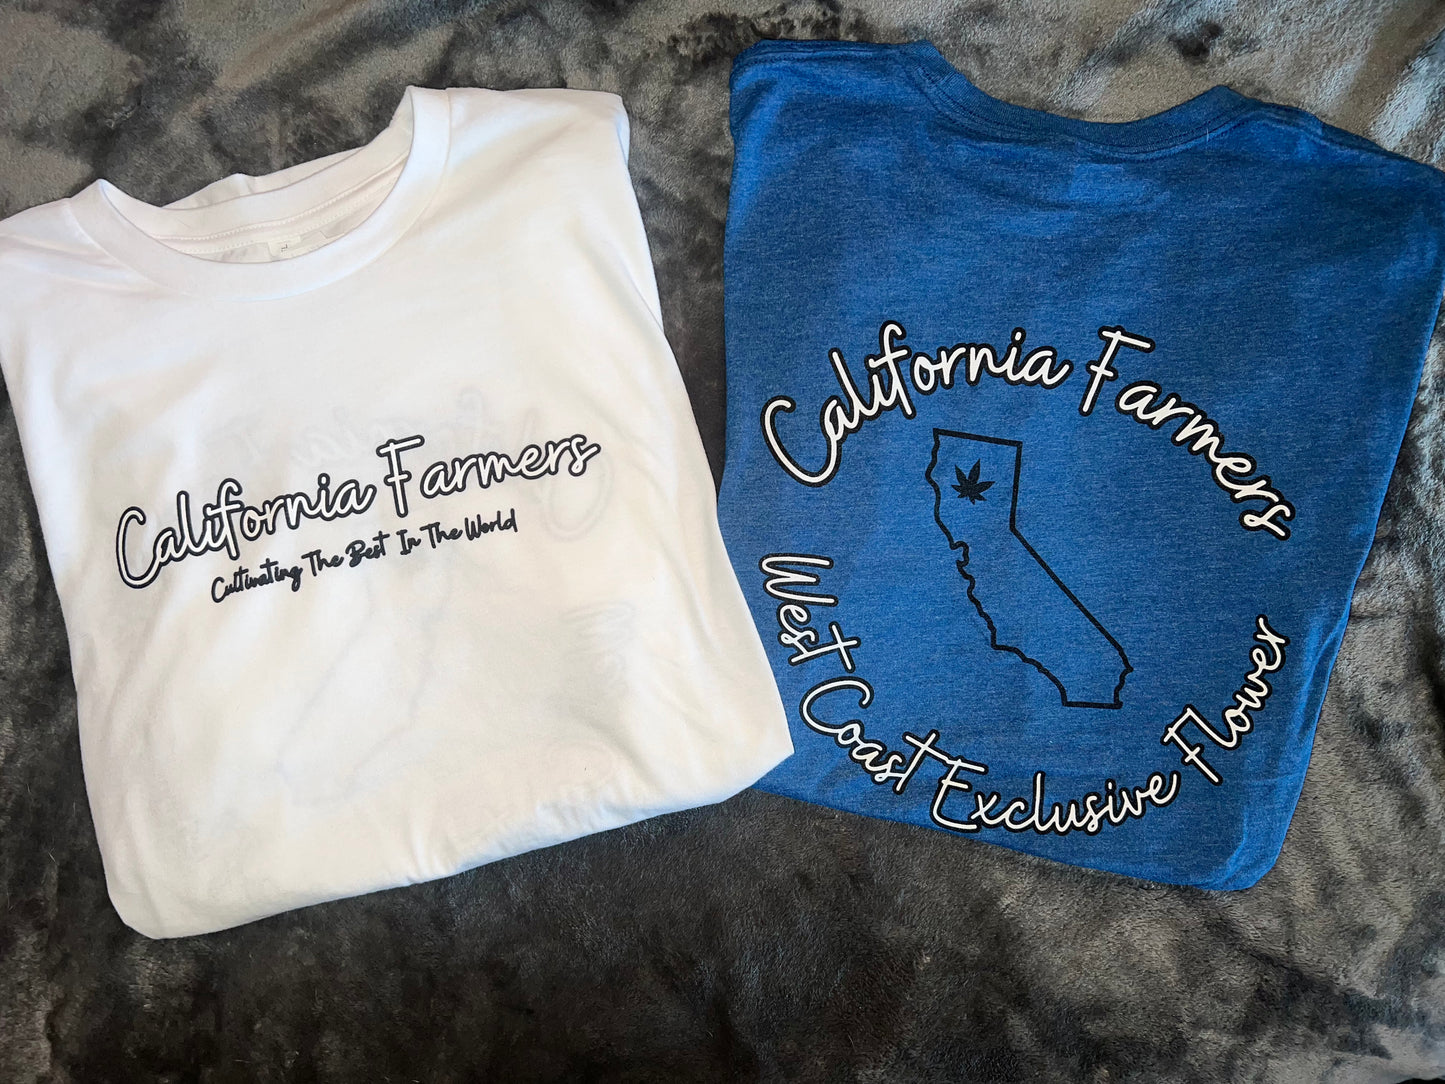 California Farmers
Cultivating The Best In The World
California Farmers
West Coast Exclusive Flower